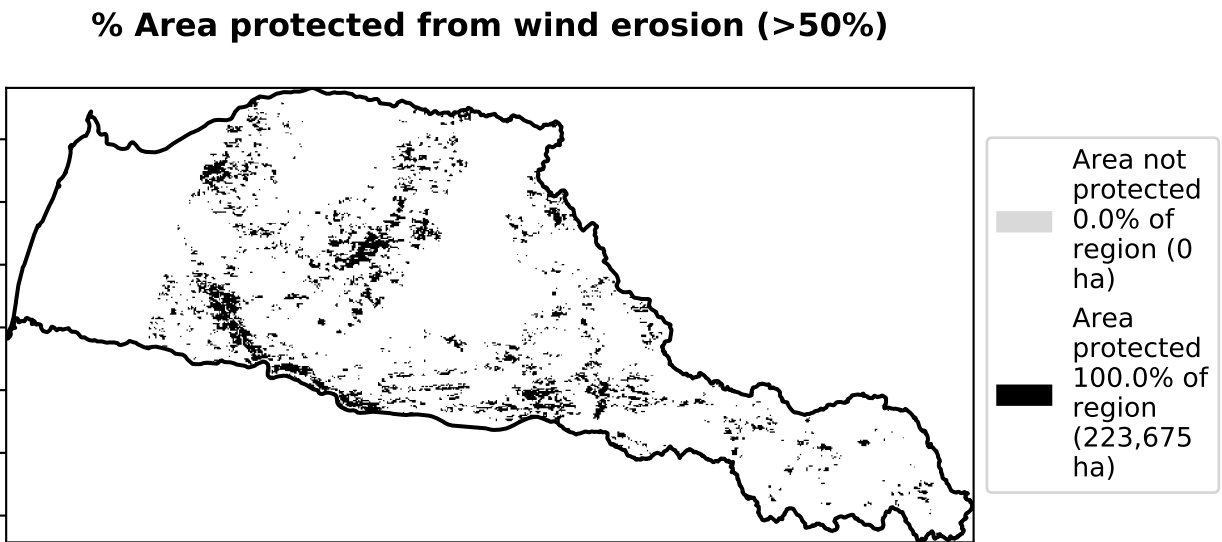 % Area protected from wind erosion (>50%)
Area not
protected
0.0% of
region (0
ha)
Area
protected
100.0% of
region
(223,675
ha)